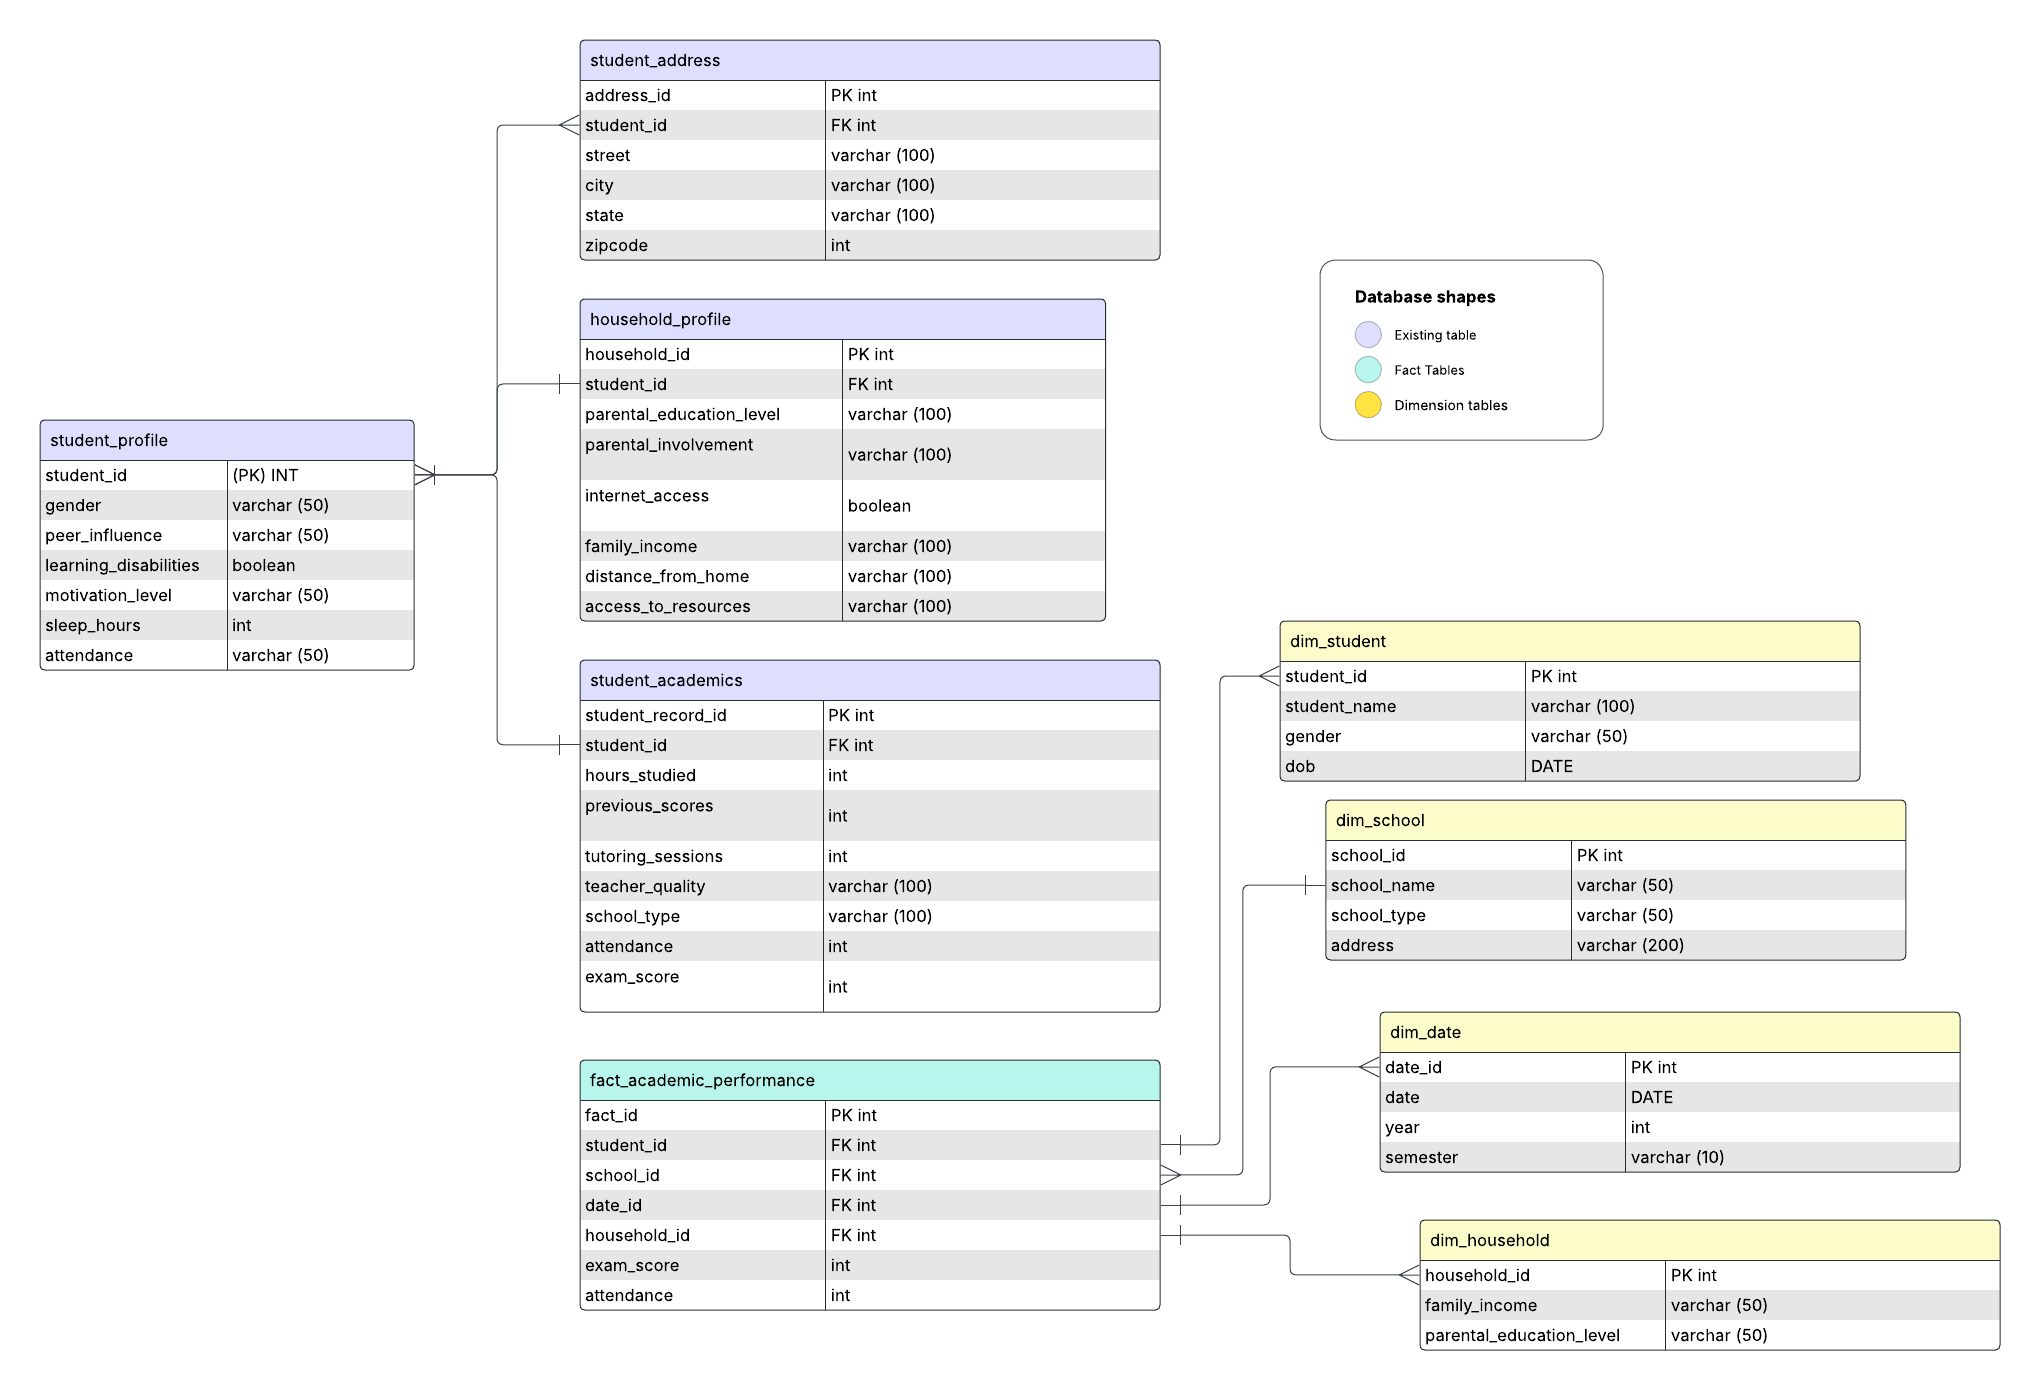 student_address
address_id PK int
student_id FK int
street varchar (100)
city varchar (100)
state varchar (100)
zipcode int
household_profile
household_id PK int
student_id FK int
parental_education_level varchar (100)
parental_involvement varchar (100)
internet_access boolean
family_income varchar (100)
distance_from_home varchar (100)
access_to_resources varchar (100)
Database shapes
Existing table
Fact Tables
Dimension tables
student_profile
student_id (PK) INT
gender varchar (50)
peer_influence varchar (50)
learning_disabilities boolean
motivation_level varchar (50)
sleep_hours int
attendance varchar (50)
student_academics
student_record_id PK int
student_id FK int
hours_studied int
previous_scores int
tutoring_sessions int
teacher_quality varchar (100)
school_type varchar (100)
attendance int
exam_score int
dim_student
student_id PK int
student_name varchar (100)
gender varchar (50)
dob DATE
dim_school
school_id PK int
school_name varchar (50)
school_type varchar (50)
address varchar (200)
fact_academic_performance
fact_id PK int
student_id FK int
school_id FK int
date_id FK int
household_id FK int
exam_score int
attendance int
dim_date
date_id PK int
date DATE
year int
semester varchar (10)
dim_household
household_id PK int
family_income varchar (50)
parental_education_level varchar (50)